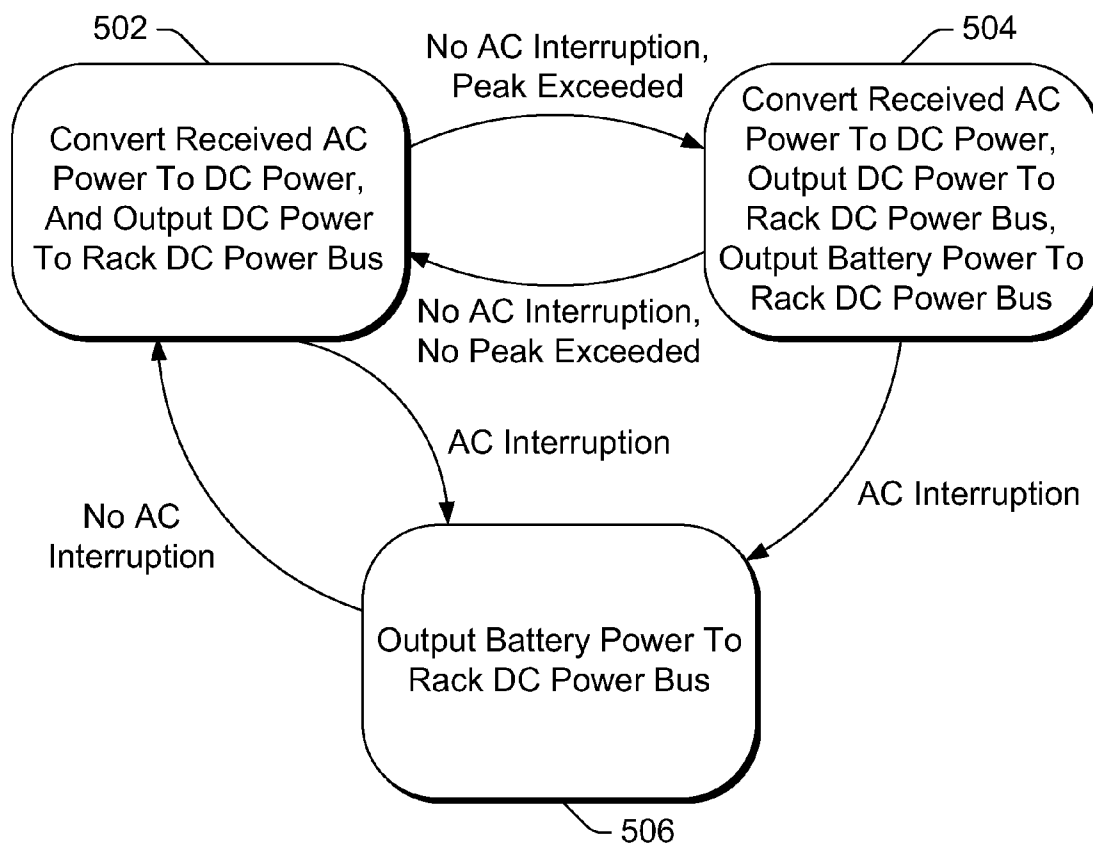 502
No AC Interruption,
Peak Exceeded
504
Convert Received AC
Power To DC Power,
And Output DC Power
To Rack DC Power Bus
Convert Received AC
Power To DC Power,
Output DC Power To
Rack DC Power Bus,
Output Battery Power To
Rack DC Power Bus
No AC Interruption,
No Peak Exceeded
AC Interruption
AC Interruption
No AC
Interruption
Output Battery Power To
Rack DC Power Bus
506